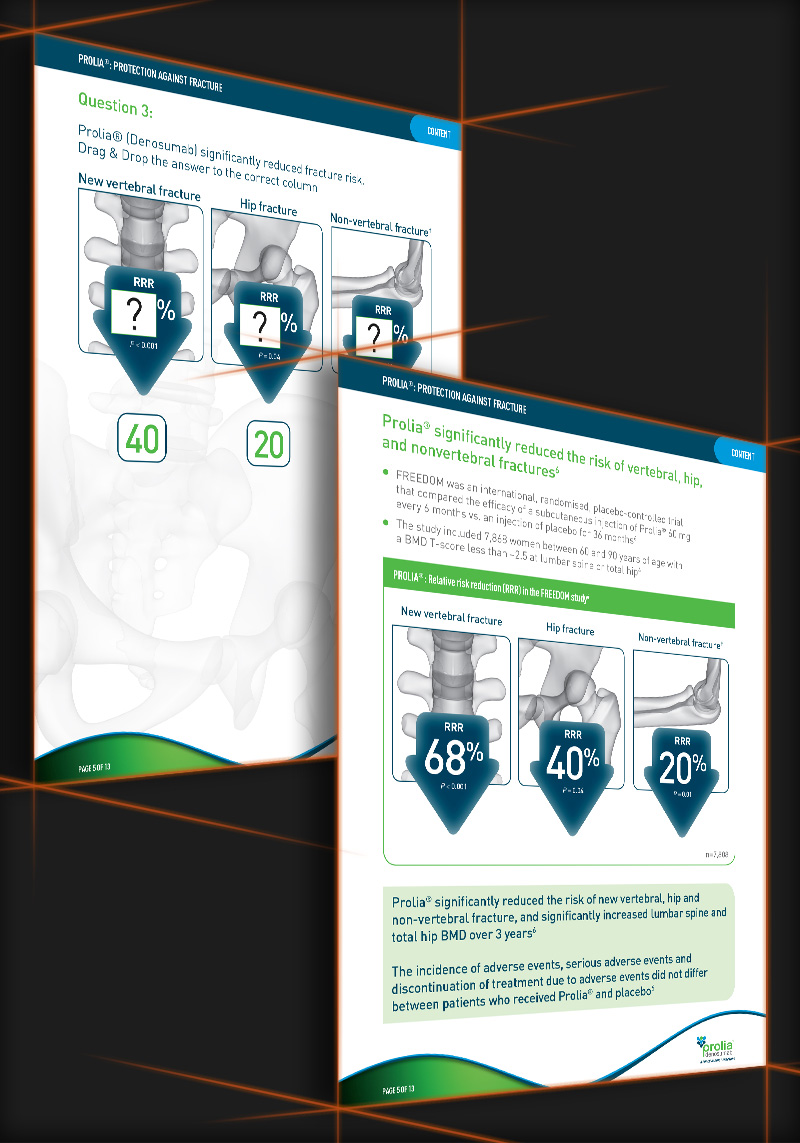 PROLIA®: PROTECTION AGAINST FRACTURE
CONTENT
Question 3:
Prolia® (Denosumab) significantly reduced fracture risk.
Drag & Drop the answer to the correct column
New vertebral fracture
Hip fracture
Non-vertebral fracture†
RRR
?%
P < 0.001
RRR
?%
P = 0.04
RRR
?%
40
20
PAGE 5 OF 13
PROLIA®: PROTECTION AGAINST FRACTURE
CONTENT
Prolia® significantly reduced the risk of vertebral, hip,
and nonvertebral fractures⁶
• FREEDOM was an international, randomised, placebo-controlled trial
that compared the efficacy of a subcutaneous injection of Prolia® 60 mg
every 6 months vs. an injection of placebo for 36 months⁶
• The study included 7,868 women between 60 and 90 years of age with
a BMD T-score less than -2.5 at lumbar spine or total hip⁶
PROLIA®: Relative risk reduction (RRR) in the FREEDOM study⁶
New vertebral fracture
Hip fracture
Non-vertebral fracture†
RRR
68%
P < 0.001
RRR
40%
P = 0.04
RRR
20%
P = 0.01
n=7,808
Prolia® significantly reduced the risk of new vertebral, hip and
non-vertebral fracture, and significantly increased lumbar spine and
total hip BMD over 3 years⁶
The incidence of adverse events, serious adverse events and
discontinuation of treatment due to adverse events did not differ
between patients who received Prolia® and placebo⁶
prolia
denosumab
PAGE 5 OF 13